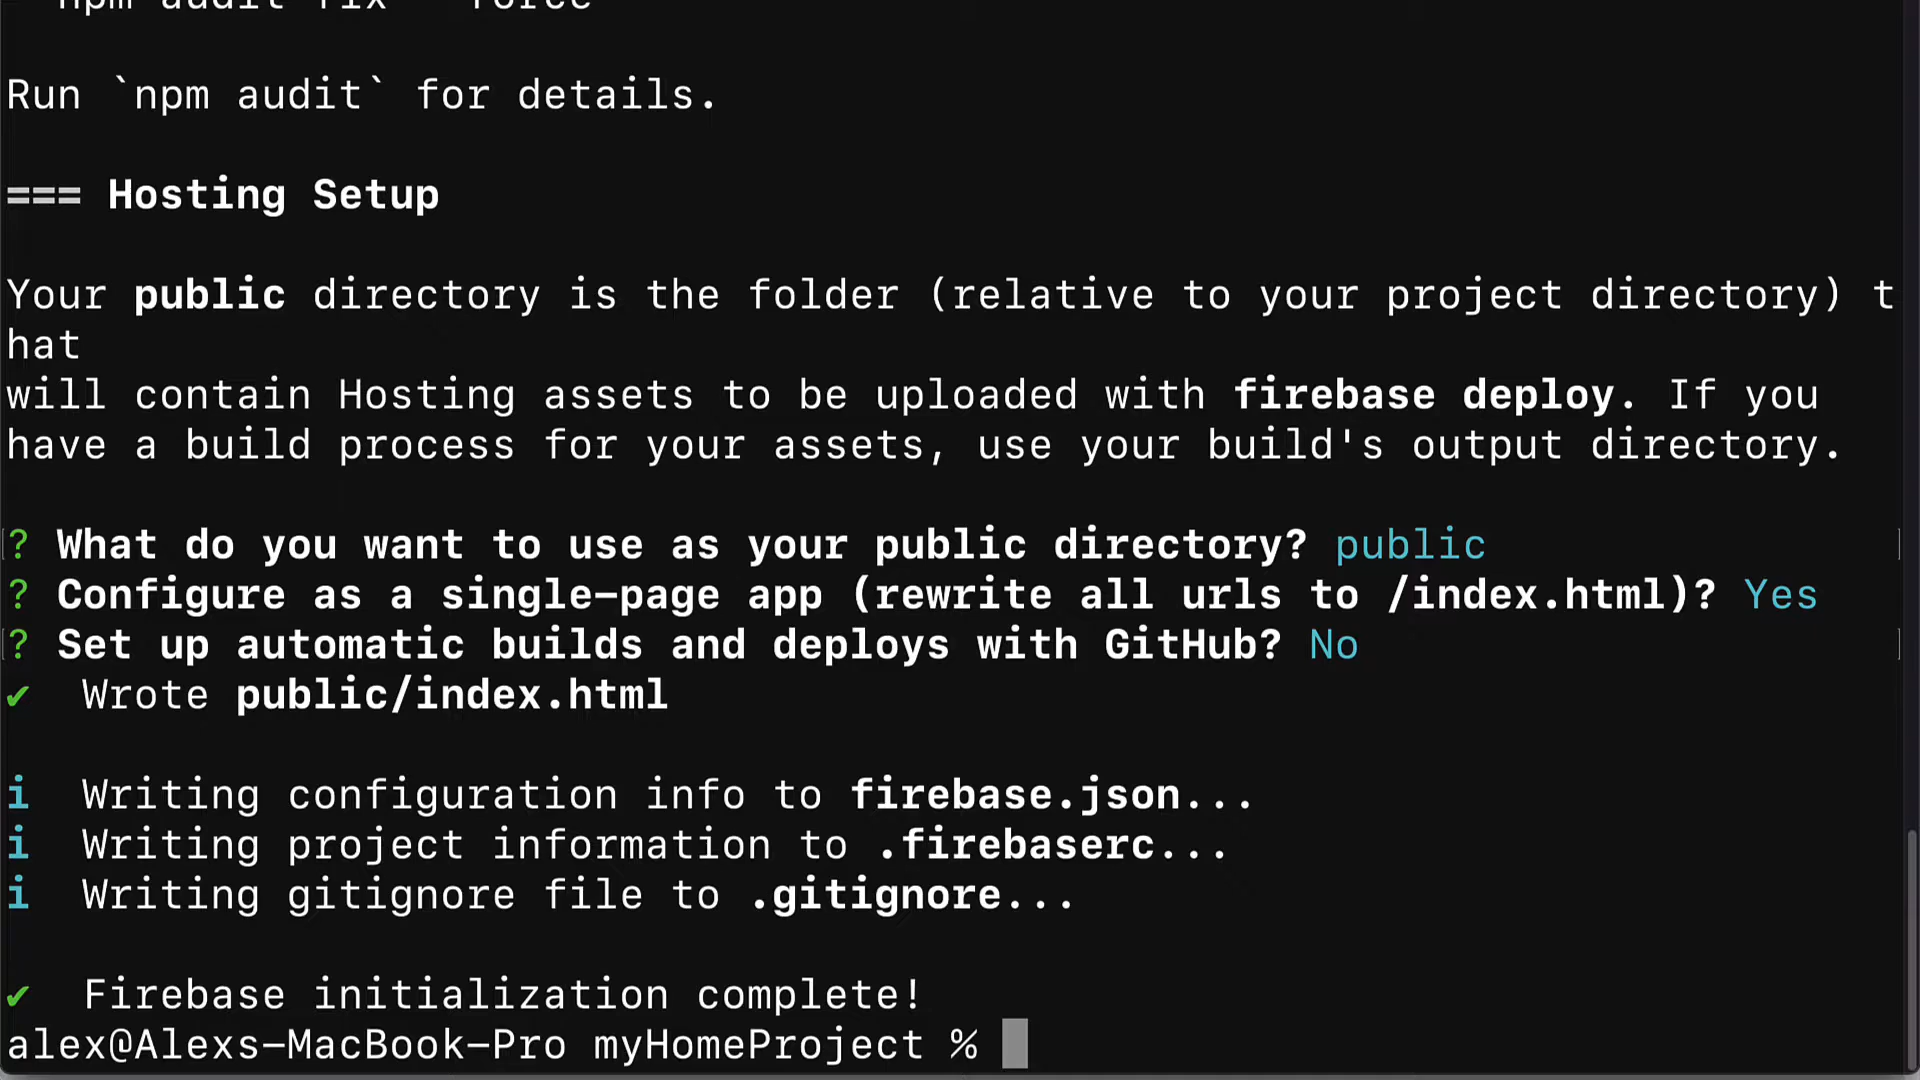 npm audit fix --force
Run `npm audit` for details.
=== Hosting Setup
Your public directory is the folder (relative to your project directory) t
hat
will contain Hosting assets to be uploaded with firebase deploy. If you
have a build process for your assets, use your build's output directory.
? What do you want to use as your public directory? public
? Configure as a single-page app (rewrite all urls to /index.html)? Yes
? Set up automatic builds and deploys with GitHub? No
✔ Wrote public/index.html
i Writing configuration info to firebase.json...
i Writing project information to .firebaserc...
i Writing gitignore file to .gitignore...
✔ Firebase initialization complete!
alex@Alexs-MacBook-Pro myHomeProject %